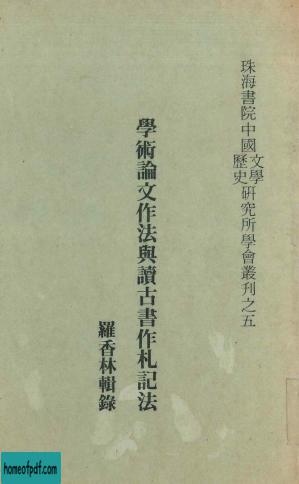 珠海書院中國文學歷史研究所學會叢刊之五
學術論文作法與讀古書作札記法
羅香林輯錄
homeofpdf.com